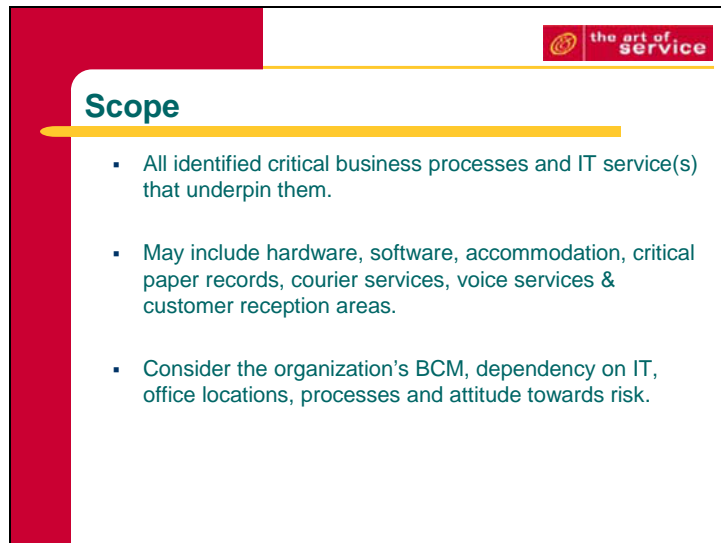 the art of
service
Scope
▪ All identified critical business processes and IT service(s)
that underpin them.
▪ May include hardware, software, accommodation, critical
paper records, courier services, voice services &
customer reception areas.
▪ Consider the organization’s BCM, dependency on IT,
office locations, processes and attitude towards risk.